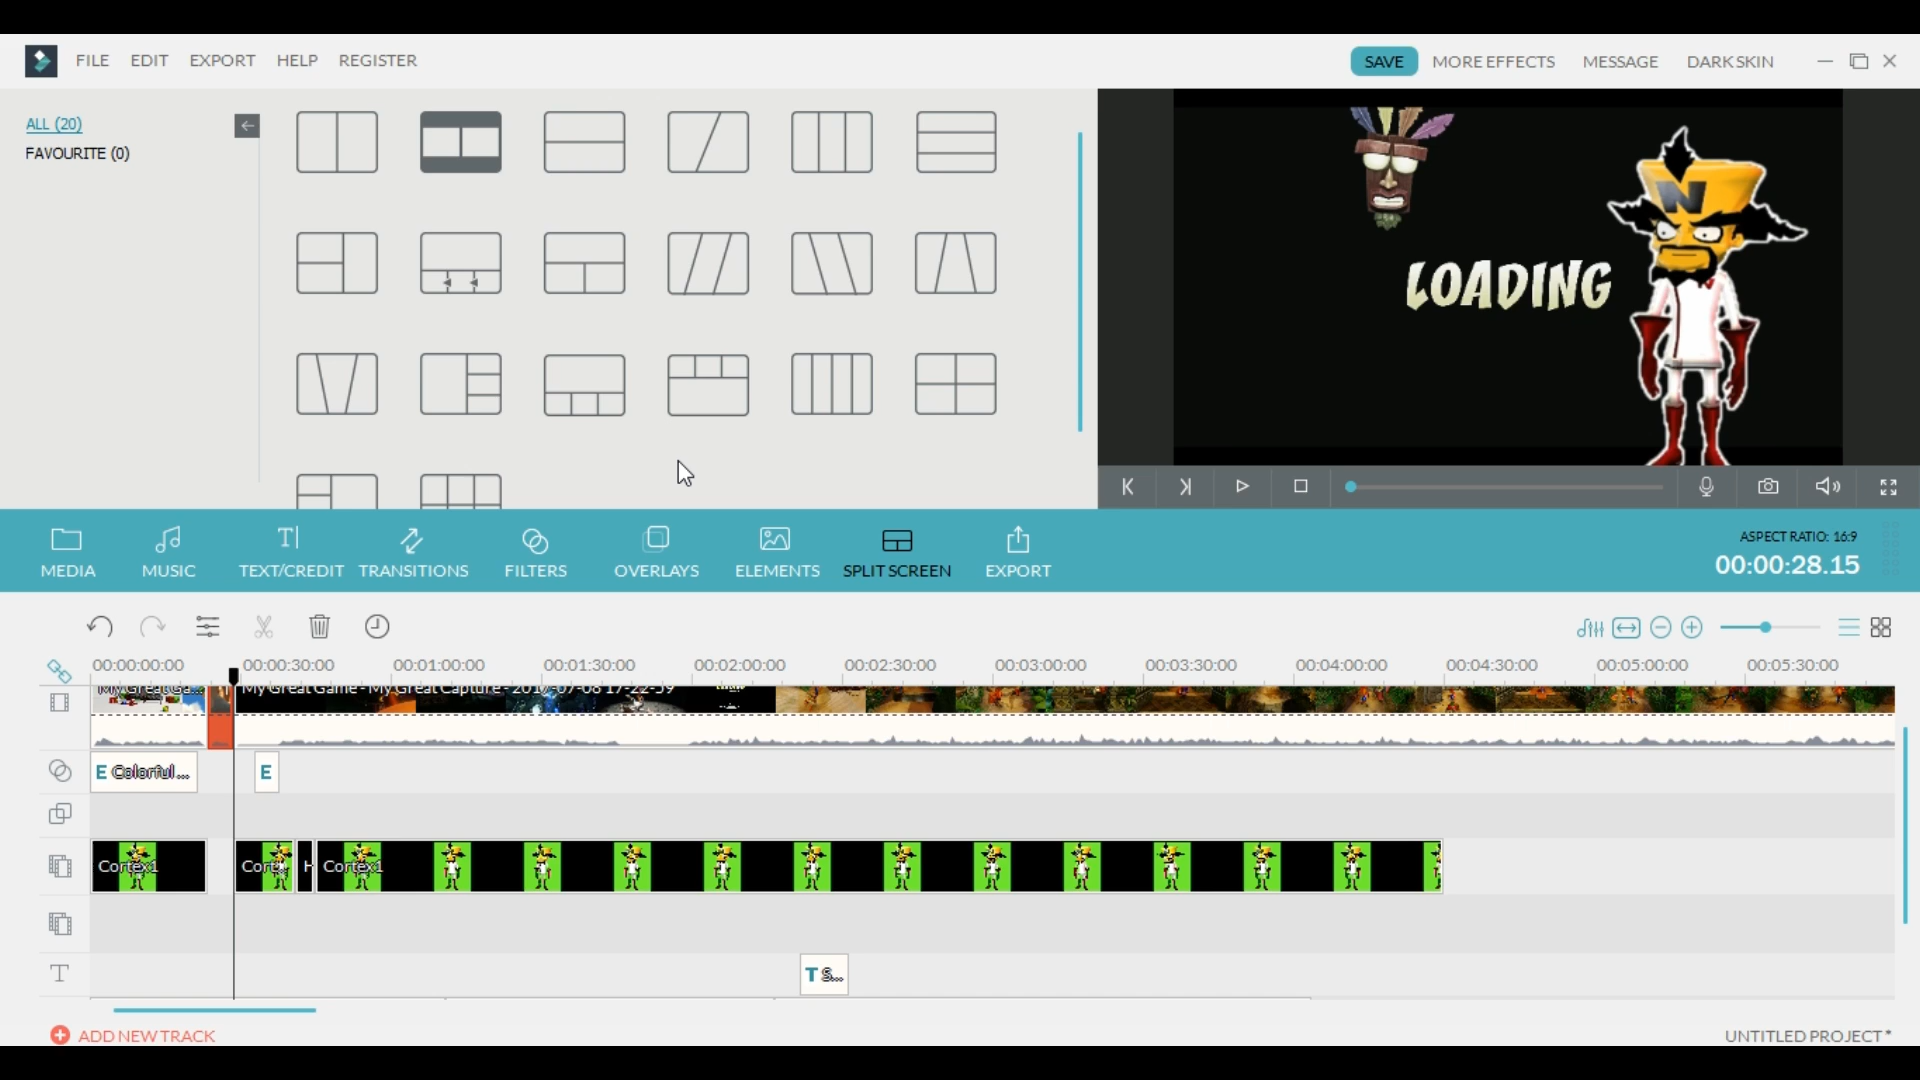 FILE EDIT EXPORT HELP REGISTER
SAVE MORE EFFECTS MESSAGE DARK SKIN
ALL (20)
FAVOURITE (0)
N
LOADING
MEDIA MUSIC TEXT/CREDIT TRANSITIONS FILTERS OVERLAYS ELEMENTS SPLIT SCREEN EXPORT
ASPECT RATIO: 16:9
00:00:28.15
00:00:00:00 00:00:30:00 00:01:00:00 00:01:30:00 00:02:00:00 00:02:30:00 00:03:00:00 00:03:30:00 00:04:00:00 00:04:30:00 00:05:00:00 00:05:30:00
My Great Ga... My Great Game - My Great Capture - 2017-07-08 17-22-59
E Colorful ... E
Cortex1 Cort... H Cortex1
T S...
ADD NEW TRACK
UNTITLED PROJECT *